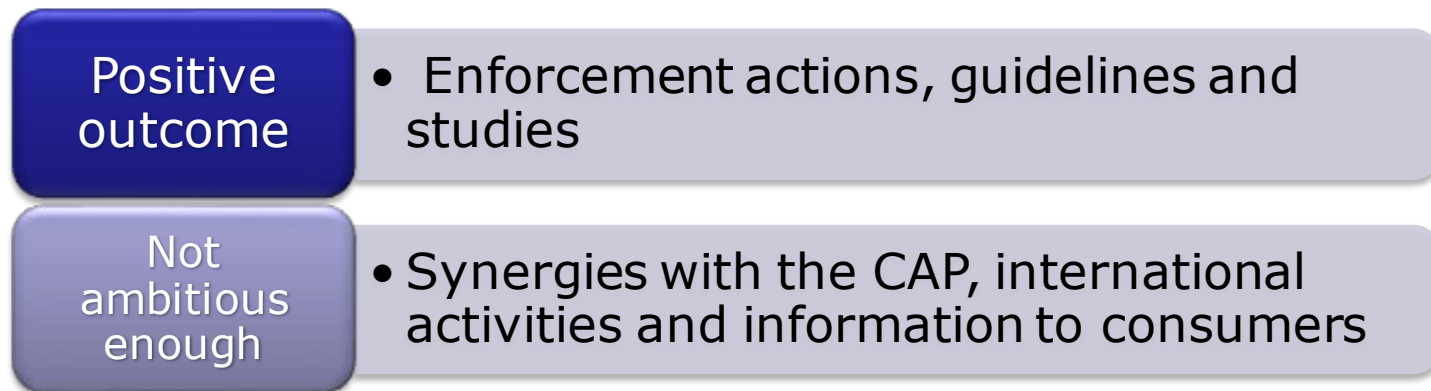 Positive
outcome
• Enforcement actions, guidelines and
studies
Not
ambitious
enough
• Synergies with the CAP, international
activities and information to consumers